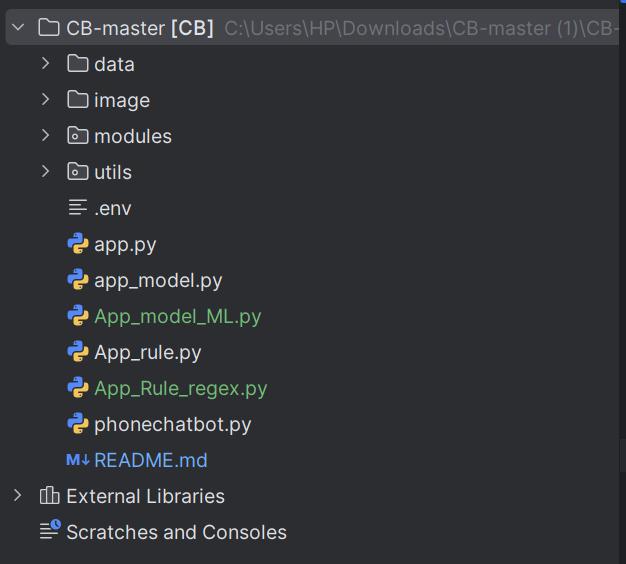 CB-master [CB] C:\Users\HP\Downloads\CB-master (1)\CB-
data
image
modules
utils
.env
app.py
app_model.py
App_model_ML.py
App_rule.py
App_Rule_regex.py
phonechatbot.py
M↓ README.md
External Libraries
Scratches and Consoles